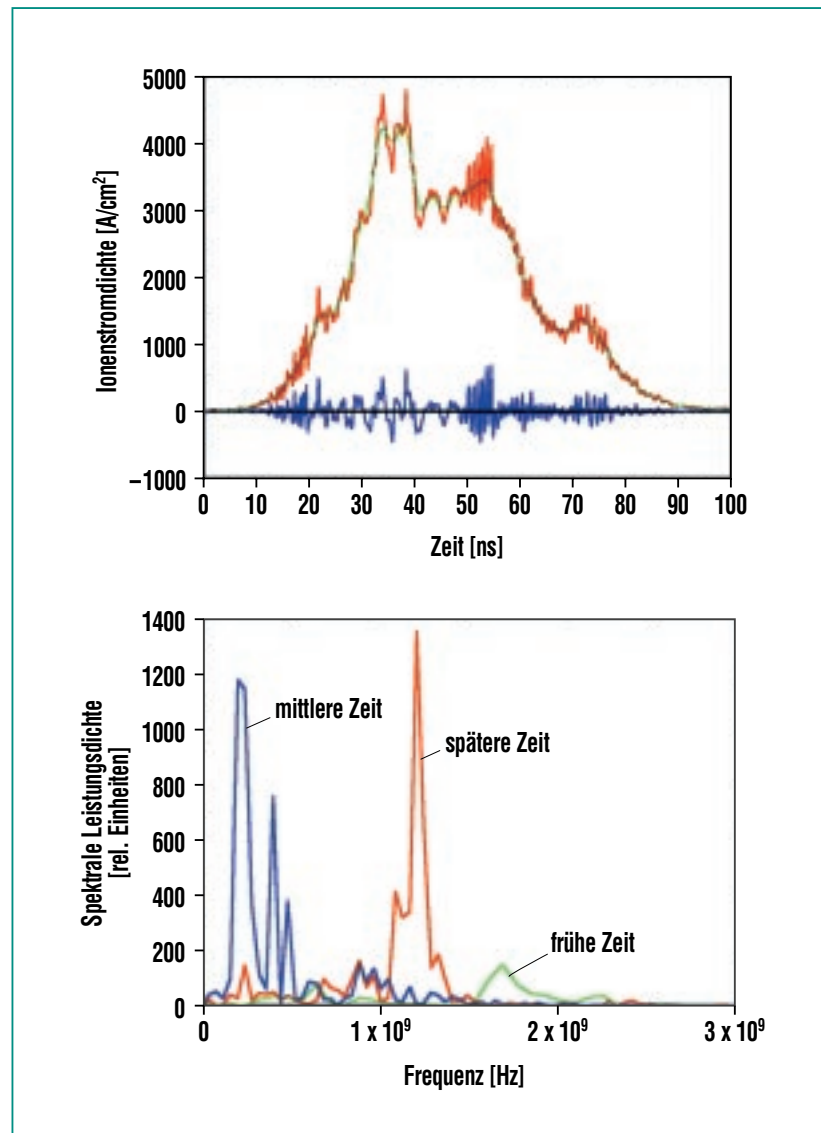 5000
4000
3000
2000
1000
0
−1000
Ionenstromdichte [A/cm²]
0 10 20 30 40 50 60 70 80 90 100
Zeit [ns]
1400
1200
1000
800
600
400
200
0
Spektrale Leistungsdichte
[rel. Einheiten]
mittlere Zeit
spätere Zeit
frühe Zeit
0 1 x 10⁹ 2 x 10⁹ 3 x 10⁹
Frequenz [Hz]